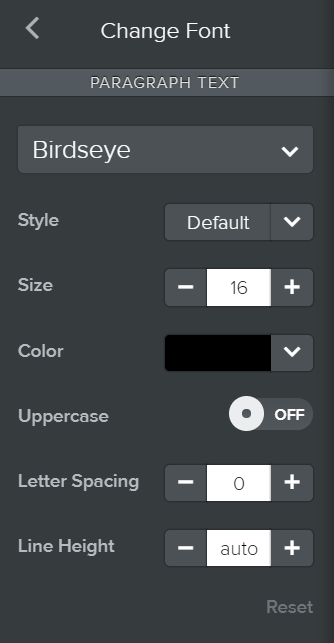 Change Font
PARAGRAPH TEXT
Birdseye
Style Default
Size − 16 +
Color
Uppercase OFF
Letter Spacing − 0 +
Line Height − auto +
Reset